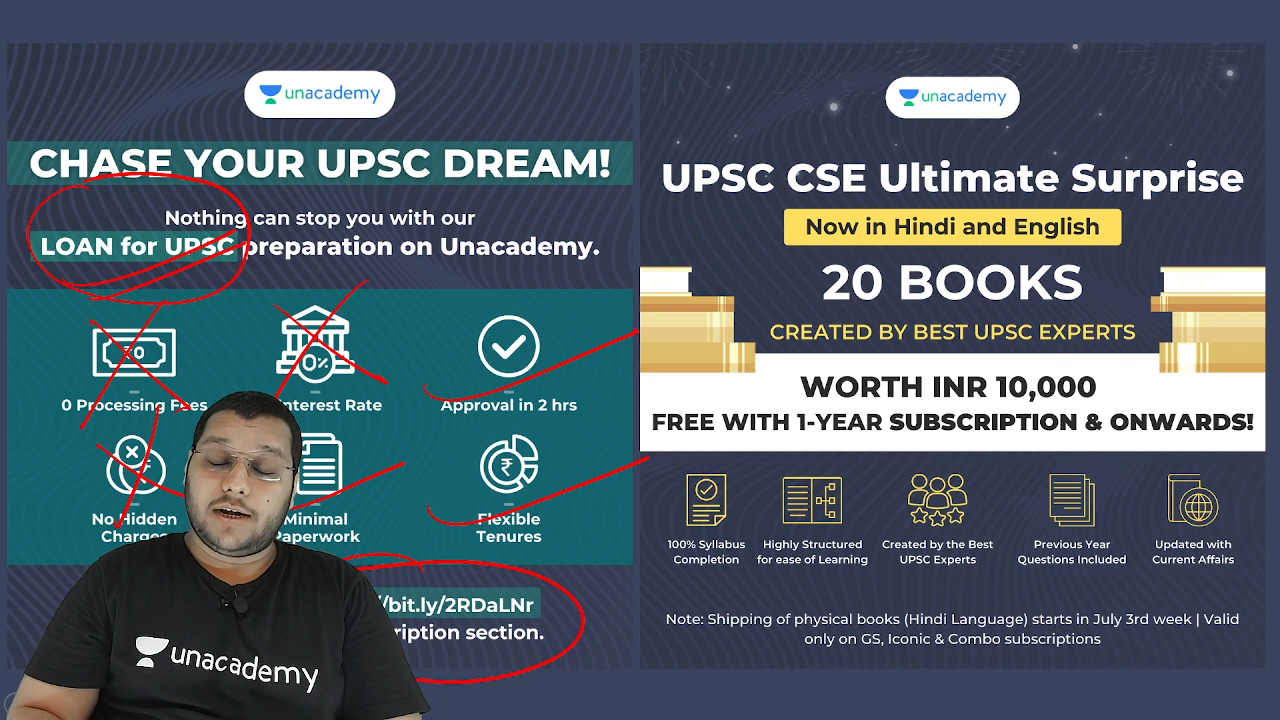 unacademy
CHASE YOUR UPSC DREAM!
Nothing can stop you with our
LOAN for UPSC preparation on Unacademy.
₹0
0%
0 Processing Fees
Interest Rate
Approval in 2 hrs
₹
No Hidden
Charges
Minimal
Paperwork
Flexible
Tenures
//bit.ly/2RDaLNr
ription section.
unacademy
unacademy
UPSC CSE Ultimate Surprise
Now in Hindi and English
20 BOOKS
CREATED BY BEST UPSC EXPERTS
WORTH INR 10,000
FREE WITH 1-YEAR SUBSCRIPTION & ONWARDS!
100% Syllabus
Completion
Highly Structured
for ease of Learning
Created by the Best
UPSC Experts
Previous Year
Questions Included
Updated with
Current Affairs
Note: Shipping of physical books (Hindi Language) starts in July 3rd week | Valid
only on GS, Iconic & Combo subscriptions